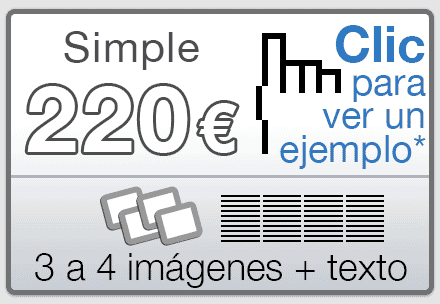 Simple
220€
Clic
para
ver un
ejemplo*
3 a 4 imágenes + texto